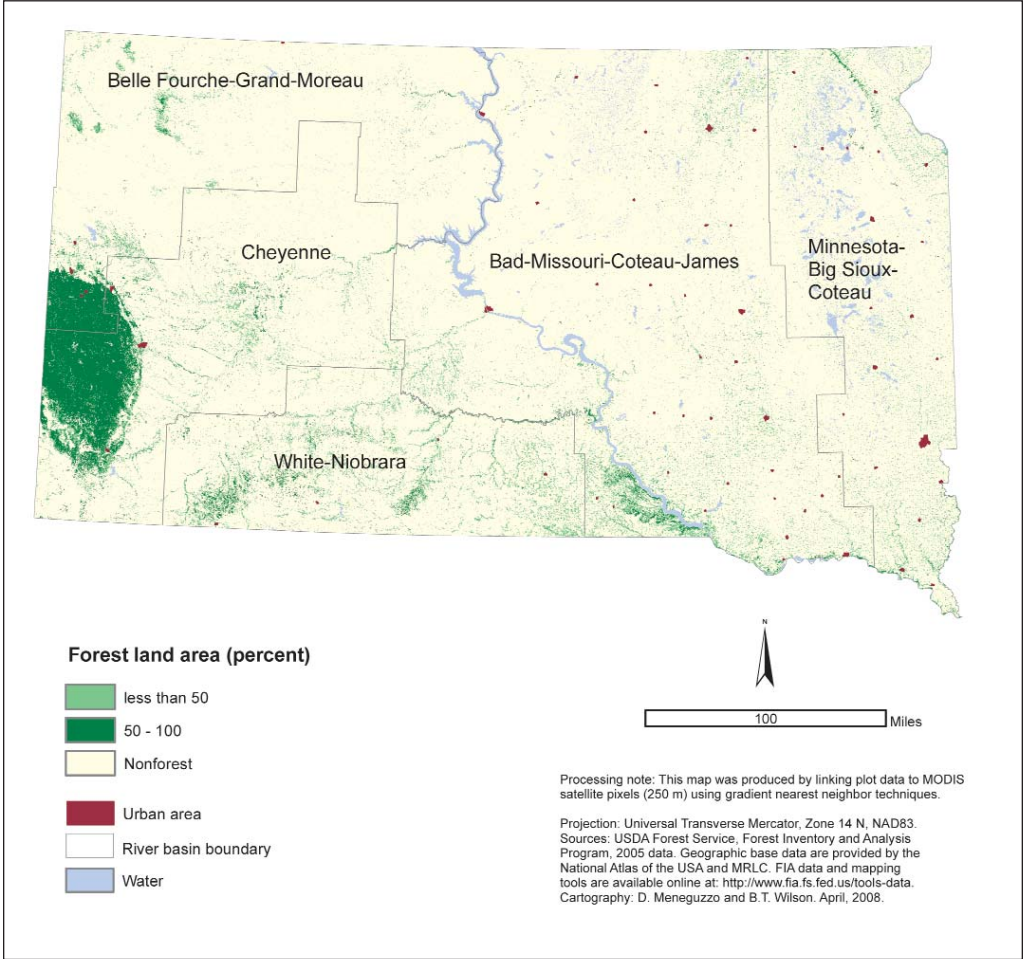 Belle Fourche-Grand-Moreau
Cheyenne
Bad-Missouri-Coteau-James
Minnesota-
Big Sioux-
Coteau
White-Niobrara
Forest land area (percent)
less than 50
50 - 100
Nonforest
Urban area
River basin boundary
Water
N
100
Miles
Processing note: This map was produced by linking plot data to MODIS
satellite pixels (250 m) using gradient nearest neighbor techniques.
Projection: Universal Transverse Mercator, Zone 14 N, NAD83.
Sources: USDA Forest Service, Forest Inventory and Analysis
Program, 2005 data. Geographic base data are provided by the
National Atlas of the USA and MRLC. FIA data and mapping
tools are available online at: http://www.fia.fs.fed.us/tools-data.
Cartography: D. Meneguzzo and B.T. Wilson. April, 2008.